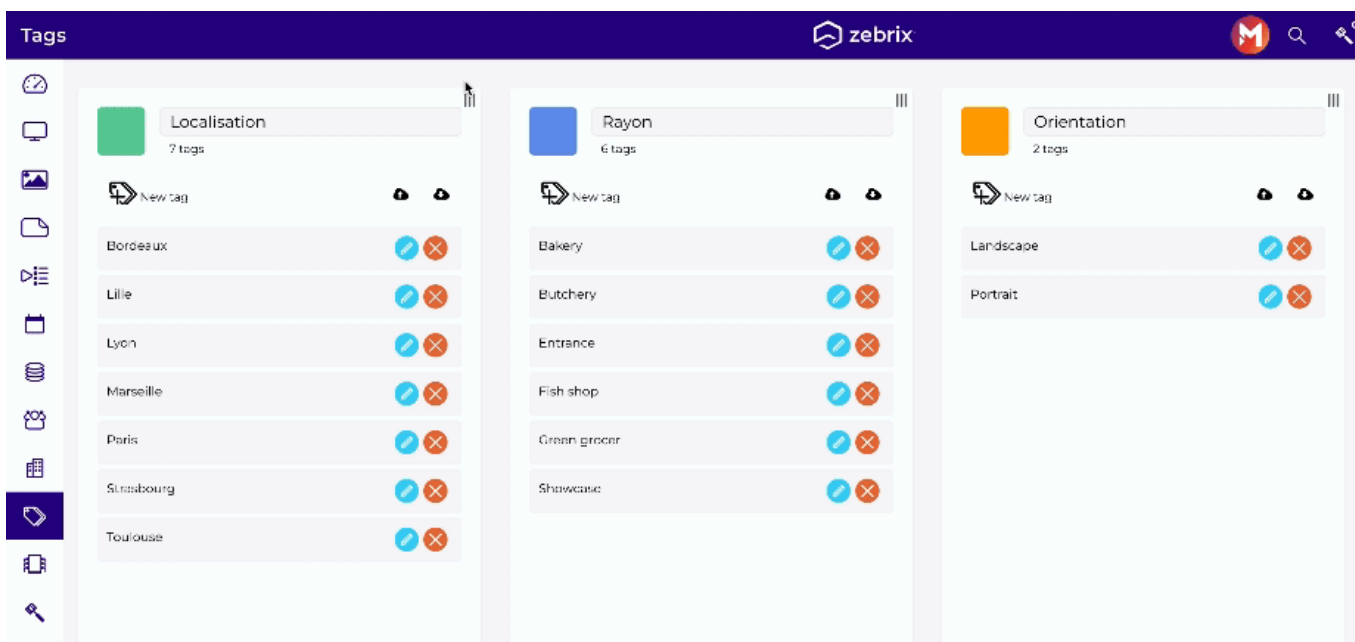 Tags
zebrix
Localisation
7 tags
New tag
Bordeaux
Lille
Lyon
Marseille
Paris
Strasbourg
Toulouse
Rayon
6 tags
New tag
Bakery
Butchery
Entrance
Fish shop
Green grocer
Showcase
Orientation
2 tags
New tag
Landscape
Portrait